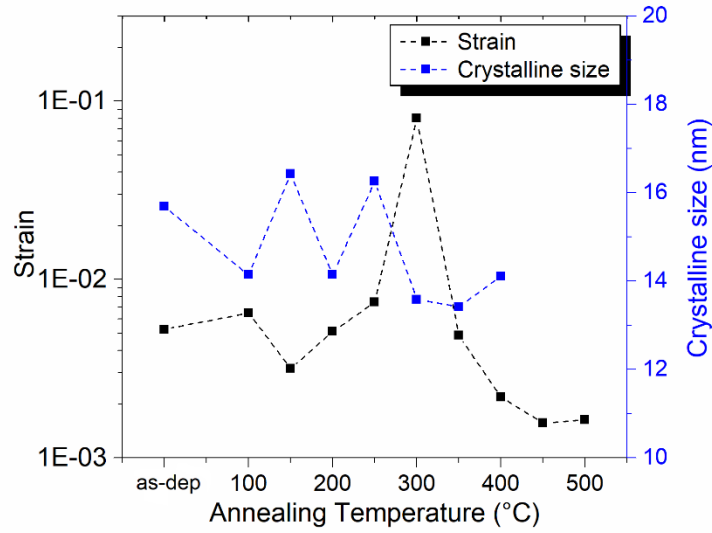 Strain
Crystalline size
1E-01
1E-02
1E-03
Strain
20
18
16
14
12
10
Crystalline size (nm)
as-dep 100 200 300 400 500
Annealing Temperature (°C)